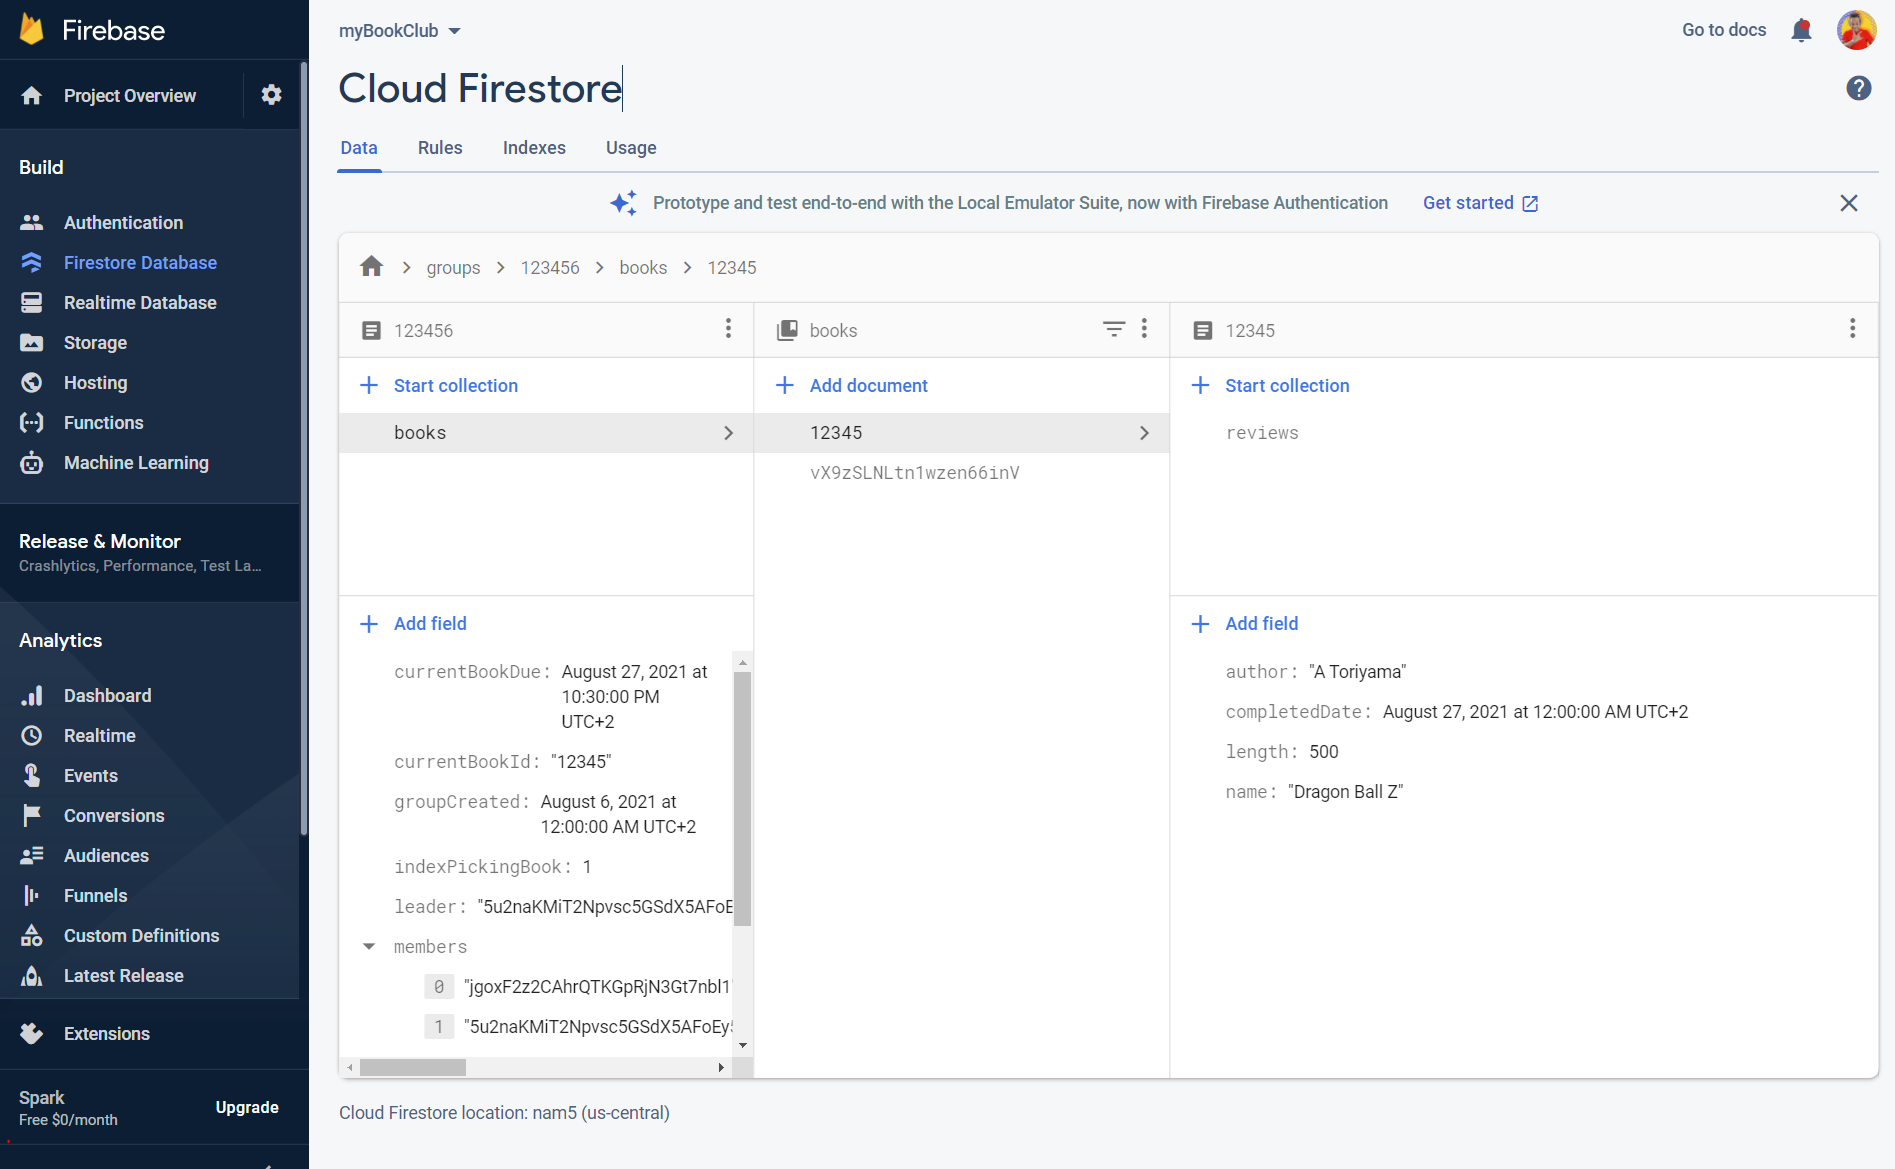 Firebase
Project Overview
Build
Authentication
Firestore Database
Realtime Database
Storage
Hosting
Functions
Machine Learning
Release & Monitor
Crashlytics, Performance, Test La...
Analytics
Dashboard
Realtime
Events
Conversions
Audiences
Funnels
Custom Definitions
Latest Release
Extensions
Spark
Free $0/month
Upgrade
myBookClub
Go to docs
Cloud Firestore
Data Rules Indexes Usage
Prototype and test end-to-end with the Local Emulator Suite, now with Firebase Authentication Get started
groups > 123456 > books > 12345
123456
Start collection
books
Add field
currentBookDue: August 27, 2021 at
10:30:00 PM
UTC+2
currentBookId: "12345"
groupCreated: August 6, 2021 at
12:00:00 AM UTC+2
indexPickingBook: 1
leader: "5u2naKMiT2Npvsc5GSdX5AFoE
members
0 "jgoxF2z2CAhrQTKGpRjN3Gt7nbl1"
1 "5u2naKMiT2Npvsc5GSdX5AFoEy5
books
Add document
12345
vX9zSLNLtn1wzen66inV
12345
Start collection
reviews
Add field
author: "A Toriyama"
completedDate: August 27, 2021 at 12:00:00 AM UTC+2
length: 500
name: "Dragon Ball Z"
Cloud Firestore location: nam5 (us-central)